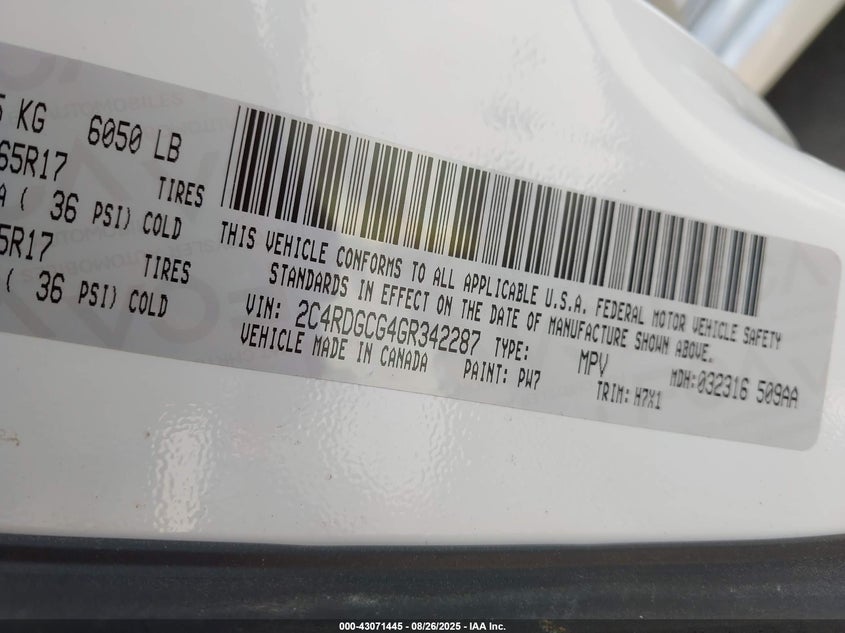 5 KG 6050 LB
65R17 TIRES
A ( 36 PSI) COLD
5R17 TIRES
( 36 PSI) COLD
THIS VEHICLE CONFORMS TO ALL APPLICABLE U.S.A. FEDERAL MOTOR VEHICLE SAFETY
STANDARDS IN EFFECT ON THE DATE OF MANUFACTURE SHOWN ABOVE.
VIN: 2C4RDGCG4GR342287 TYPE: MPV MDH:032316 509AA
VEHICLE MADE IN CANADA PAINT: PW7 TRIM: H7X1
000-43071445 | 08/26/2025 | IAA Inc.